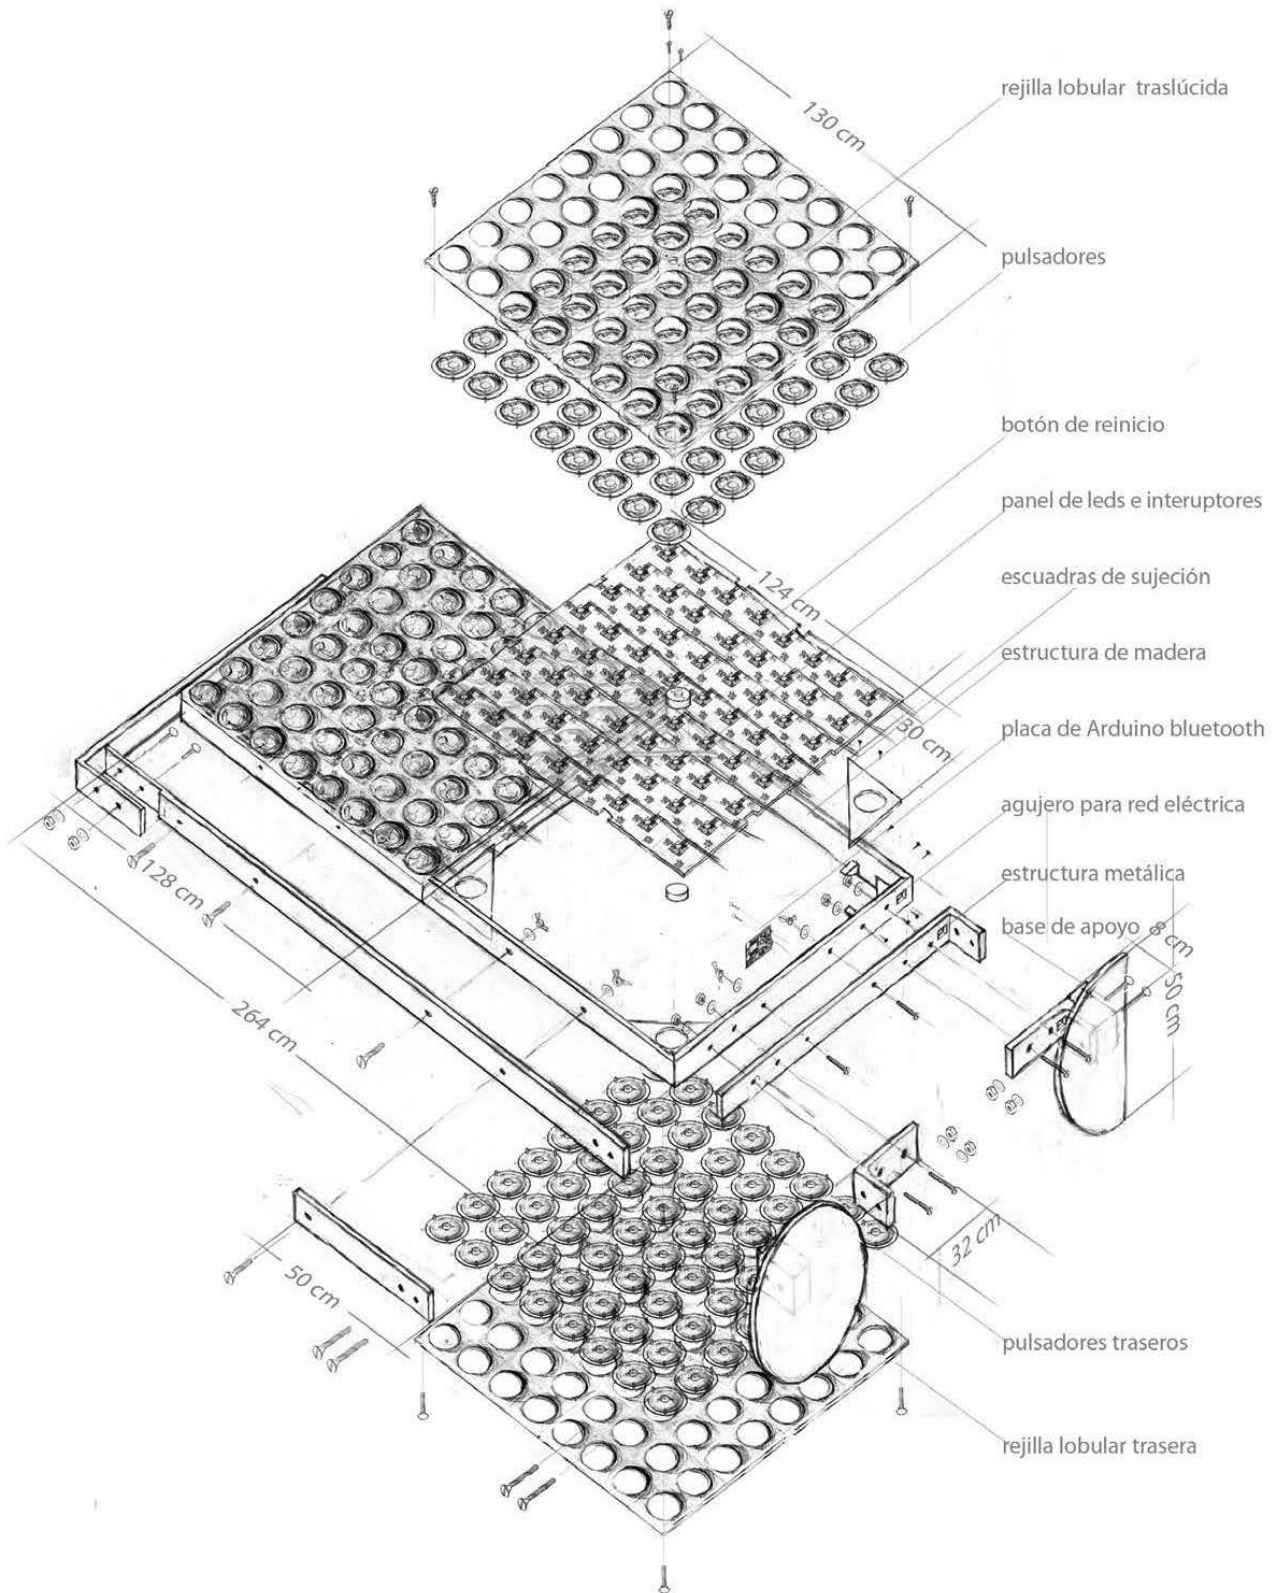 130 cm
rejilla lobular traslúcida
pulsadores
botón de reinicio
panel de leds e interuptores
124 cm
escuadras de sujeción
estructura de madera
30 cm
placa de Arduino bluetooth
agujero para red eléctrica
128 cm
estructura metálica
base de apoyo
8 cm
50 cm
264 cm
32 cm
50 cm
pulsadores traseros
rejilla lobular trasera